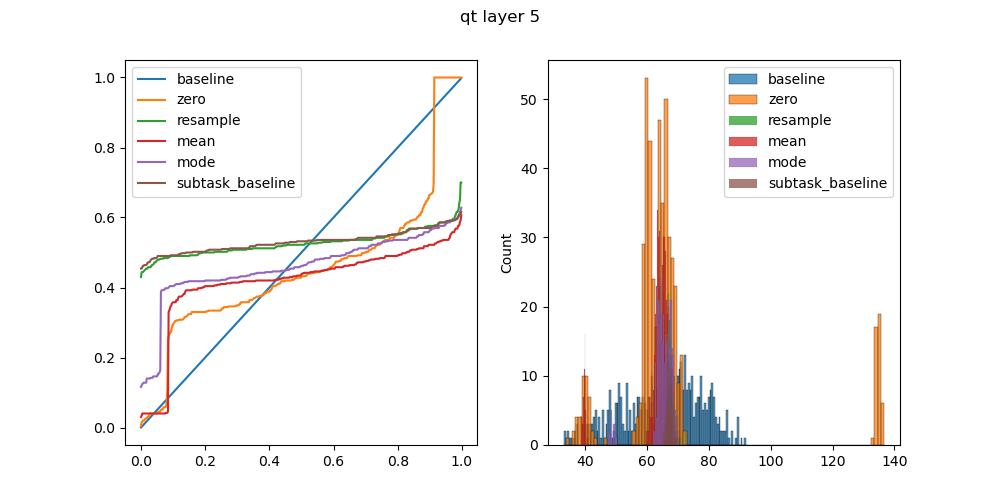 qt layer 5
1.0
0.8
0.6
0.4
0.2
0.0
0.0 0.2 0.4 0.6 0.8 1.0
baseline
zero
resample
mean
mode
subtask_baseline
Count
50
40
30
20
10
0
40 60 80 100 120 140
baseline
zero
resample
mean
mode
subtask_baseline